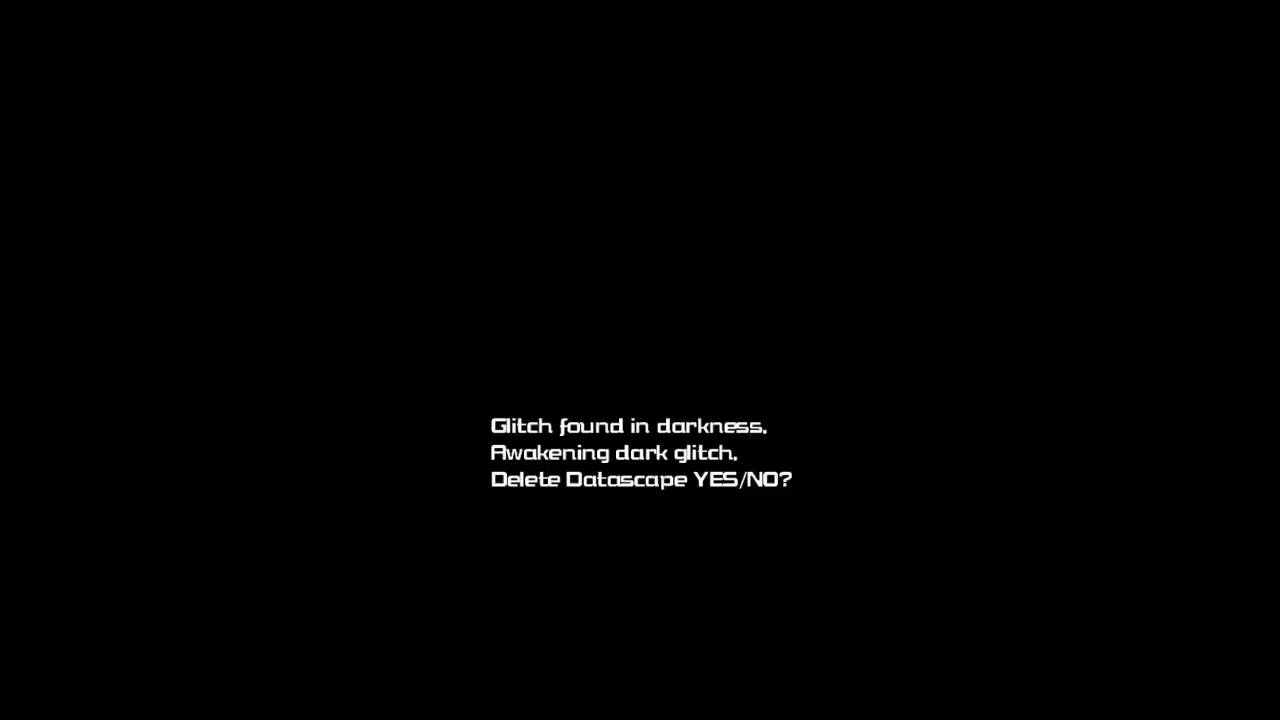 Glitch found in darkness.
Awakening dark glitch.
Delete Datascape YES/NO?